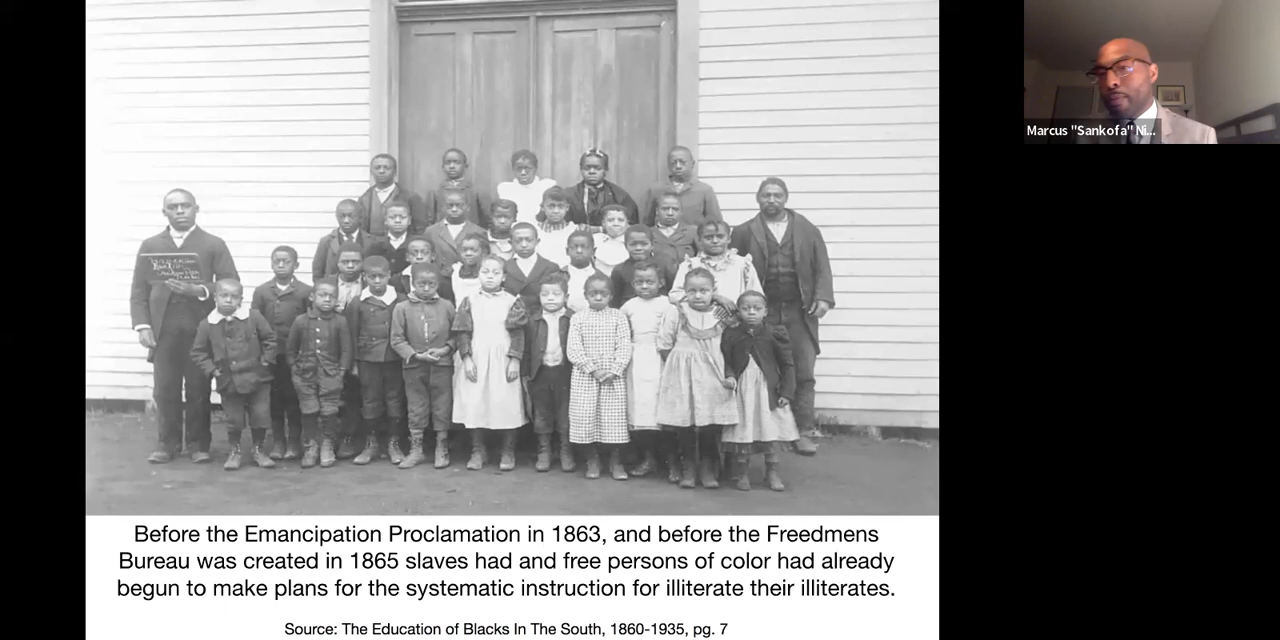 Marcus "Sankofa" Ni...
Before the Emancipation Proclamation in 1863, and before the Freedmens
Bureau was created in 1865 slaves had and free persons of color had already
begun to make plans for the systematic instruction for illiterate their illiterates.
Source: The Education of Blacks In The South, 1860-1935, pg. 7